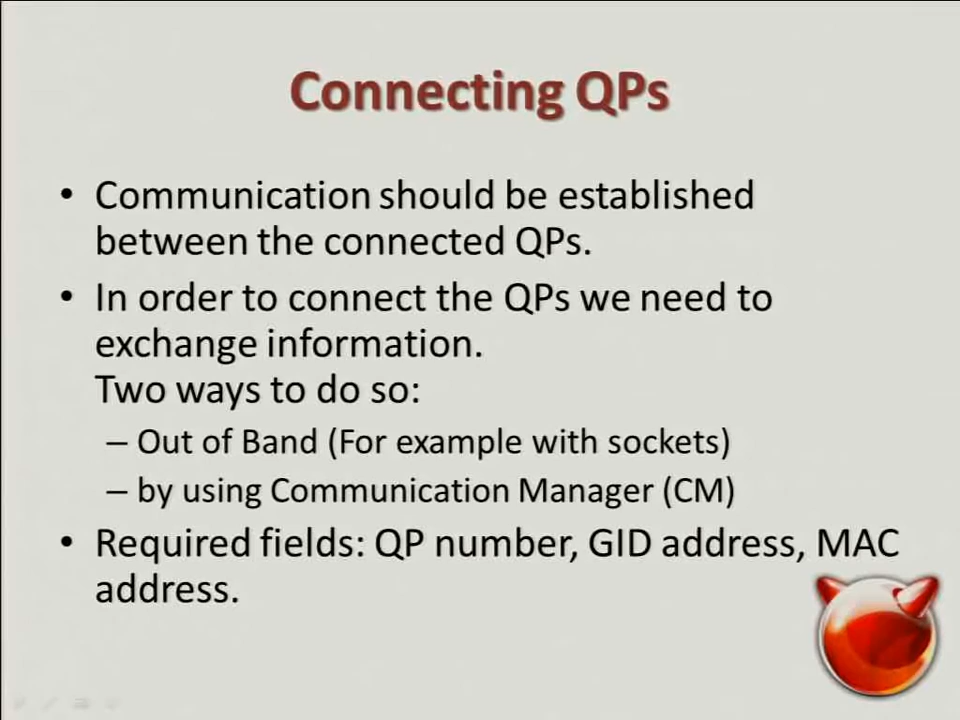 Connecting QPs
• Communication should be established
between the connected QPs.
• In order to connect the QPs we need to
exchange information.
Two ways to do so:
– Out of Band (For example with sockets)
– by using Communication Manager (CM)
• Required fields: QP number, GID address, MAC
address.